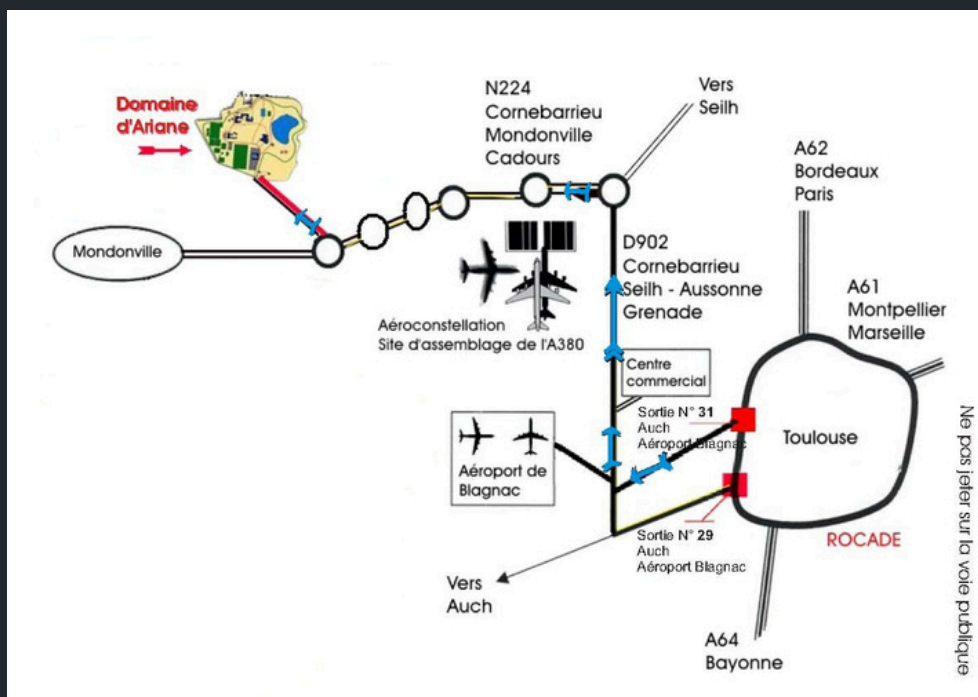 Domaine
d'Ariane
N224
Cornebarrieu
Mondonville
Cadours
Vers
Seilh
A62
Bordeaux
Paris
Mondonville
D902
Cornebarrieu
Seilh - Aussonne
Grenade
A61
Montpellier
Marseille
Aéroconstellation
Site d'assemblage de l'A380
Centre
commercial
Sortie N° 31
Auch
Aéroport Blagnac
Toulouse
Aéroport de
Blagnac
Sortie N° 29
Auch
Aéroport Blagnac
ROCADE
Vers
Auch
A64
Bayonne
Ne pas jeter sur la voie publique